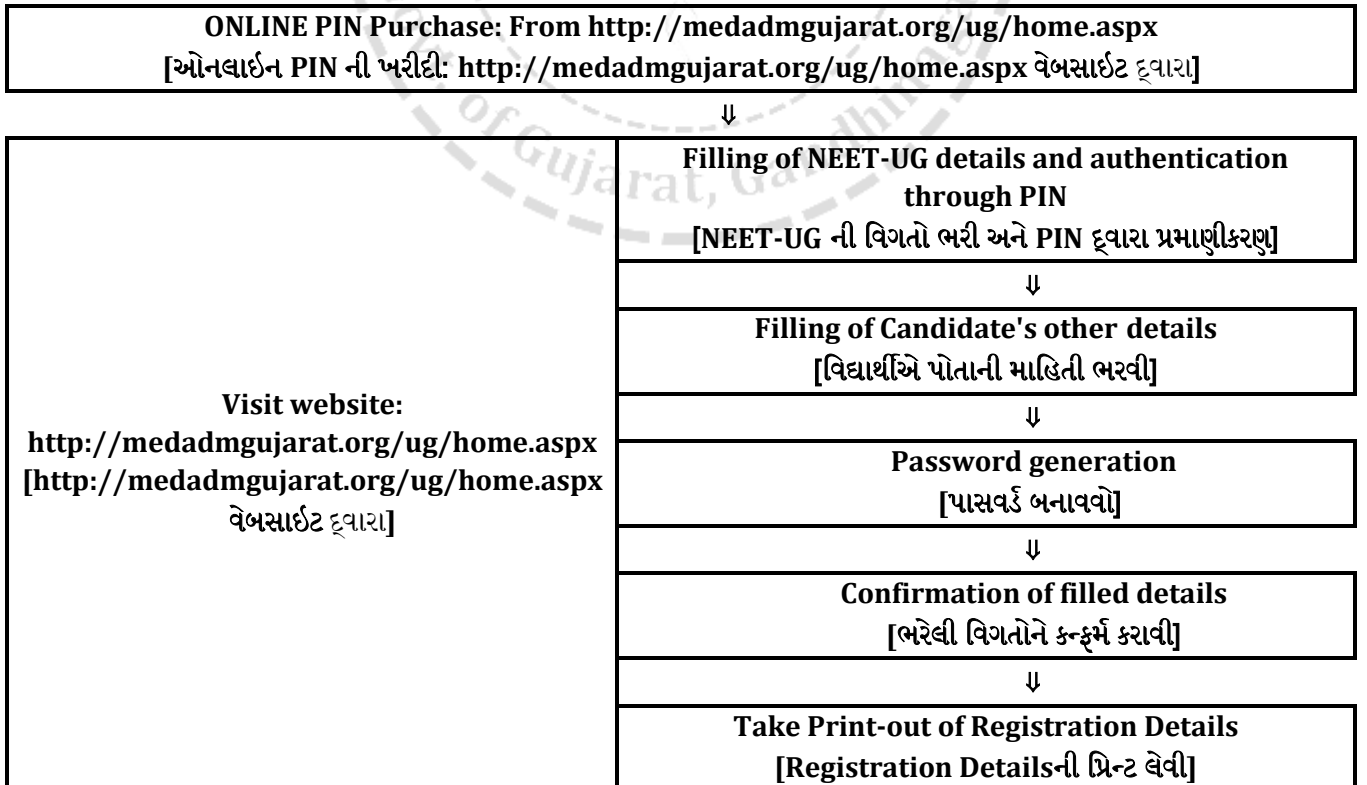 ONLINE PIN Purchase: From http://medadmgujarat.org/ug/home.aspx
[ઓનલાઇન PIN ની ખરીદી: http://medadmgujarat.org/ug/home.aspx વેબસાઈટ દ્વારા]
⇓
Visit website:
http://medadmgujarat.org/ug/home.aspx
[http://medadmgujarat.org/ug/home.aspx
વેબસાઈટ દ્વારા]
Filling of NEET-UG details and authentication
through PIN
[NEET-UG ની વિગતો ભરી અને PIN દ્વારા પ્રમાણીકરણ]
⇓
Filling of Candidate's other details
[વિદ્યાર્થીએ પોતાની માહિતી ભરવી]
⇓
Password generation
[પાસવર્ડ બનાવવો]
⇓
Confirmation of filled details
[ભરેલી વિગતોને કન્ફર્મ કરાવી]
⇓
Take Print-out of Registration Details
[Registration Detailsની પ્રિન્ટ લેવી]
of Gujarat,